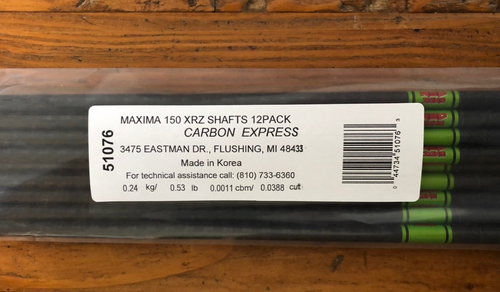 MAXIMA 150 XRZ SHAFTS 12PACK
CARBON EXPRESS
3475 EASTMAN DR., FLUSHING, MI 48433
Made in Korea
For technical assistance call: (810) 733-6360
0.24 kg/ 0.53 lb 0.0011 cbm/ 0.0388 cuft
51076
0 44734 51076 3